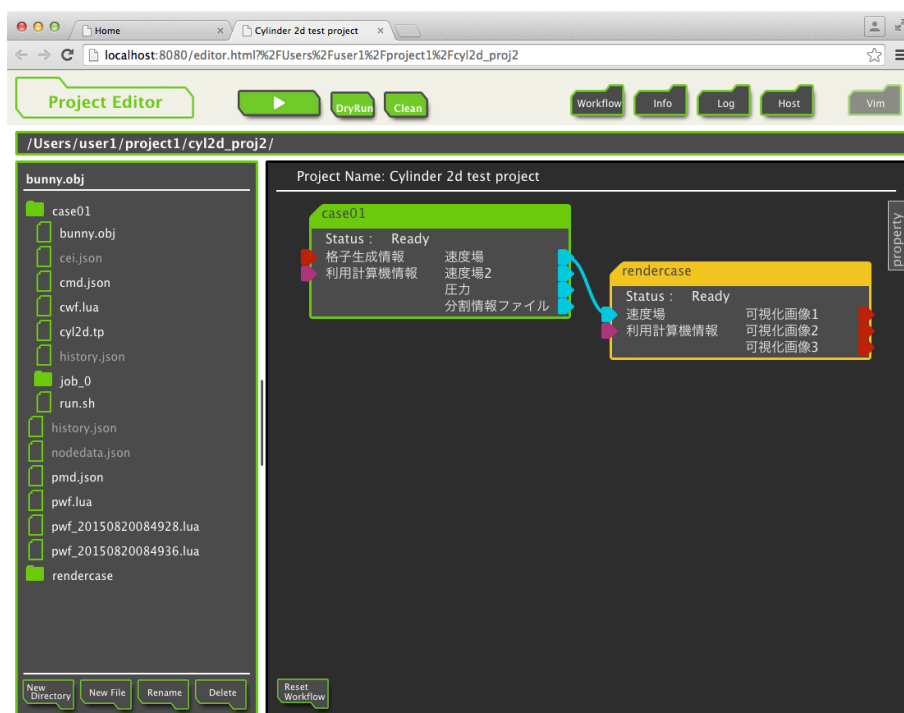 Home
Cylinder 2d test project
localhost:8080/editor.html?%2FUsers%2Fuser1%2Fproject1%2Fcyl2d_proj2
Project Editor
DryRun
Clean
Workflow
Info
Log
Host
Vim
/Users/user1/project1/cyl2d_proj2/
bunny.obj
case01
bunny.obj
cei.json
cmd.json
cwf.lua
cyl2d.tp
history.json
job_0
run.sh
history.json
nodedata.json
pmd.json
pwf.lua
pwf_20150820084928.lua
pwf_20150820084936.lua
rendercase
New
Directory
New File
Rename
Delete
Project Name: Cylinder 2d test project
property
case01
Status : Ready
格子生成情報 速度場
利用計算機情報 速度場2
圧力
分割情報ファイル
rendercase
Status : Ready
速度場 可視化画像1
利用計算機情報 可視化画像2
可視化画像3
Reset
Workflow